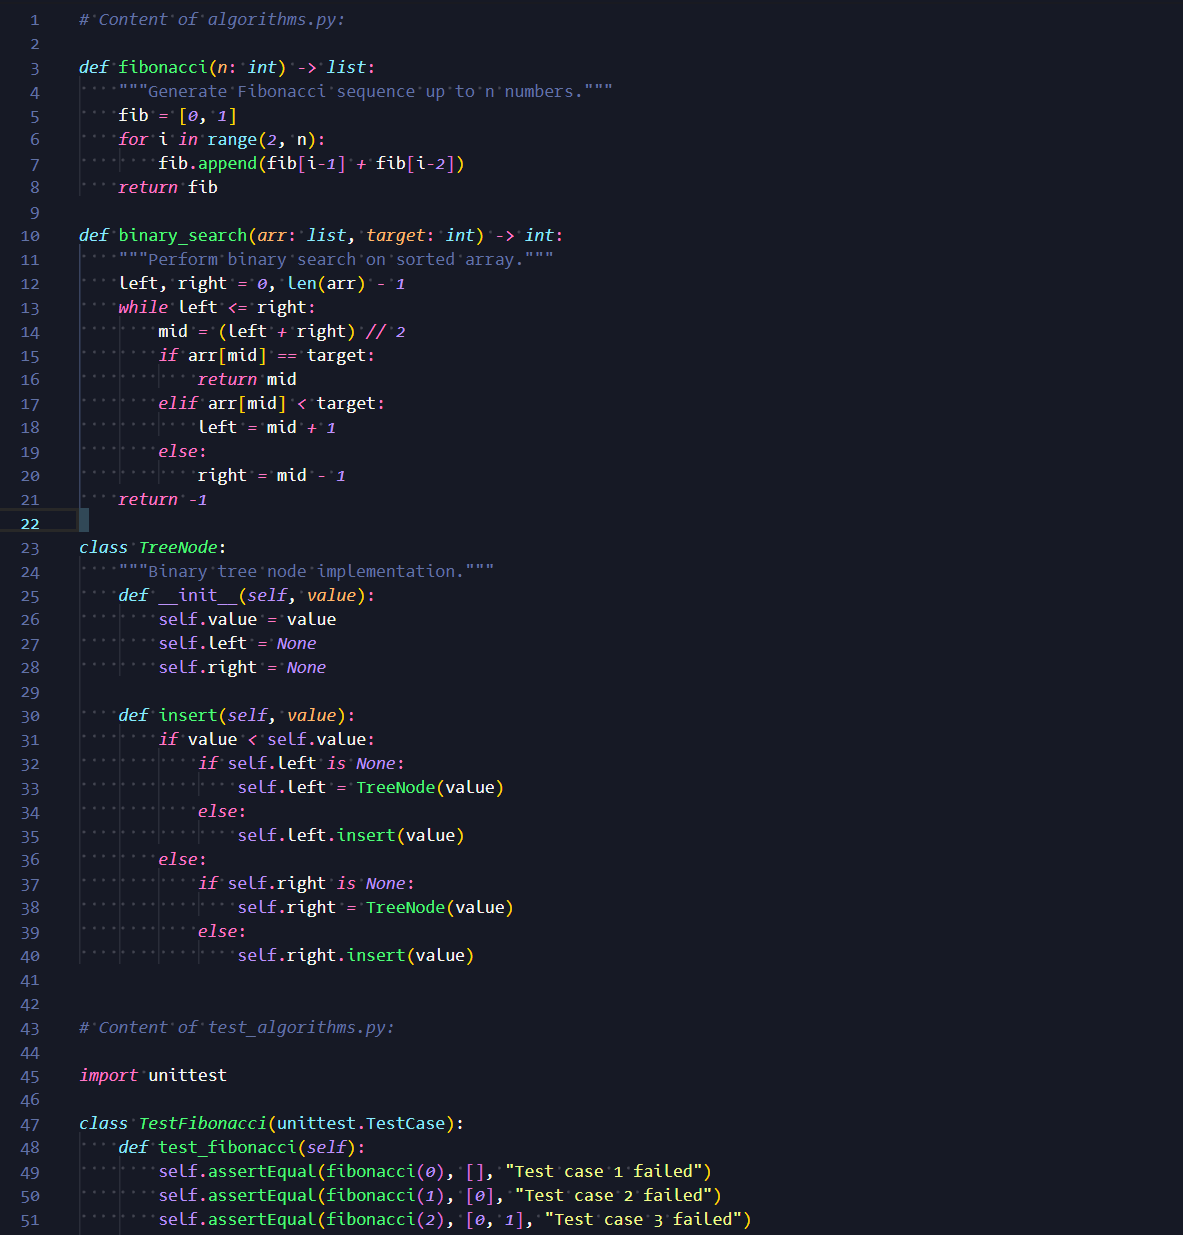 1 # Content of algorithms.py:
2
3 def fibonacci(n: int) -> list:
4     """Generate Fibonacci sequence up to n numbers."""
5     fib = [0, 1]
6     for i in range(2, n):
7         fib.append(fib[i-1] + fib[i-2])
8     return fib
9
10 def binary_search(arr: list, target: int) -> int:
11     """Perform binary search on sorted array."""
12     left, right = 0, len(arr) - 1
13     while left <= right:
14         mid = (left + right) // 2
15         if arr[mid] == target:
16             return mid
17         elif arr[mid] < target:
18             left = mid + 1
19         else:
20             right = mid - 1
21     return -1
22
23 class TreeNode:
24     """Binary tree node implementation."""
25     def __init__(self, value):
26         self.value = value
27         self.left = None
28         self.right = None
29
30     def insert(self, value):
31         if value < self.value:
32             if self.left is None:
33                 self.left = TreeNode(value)
34             else:
35                 self.left.insert(value)
36         else:
37             if self.right is None:
38                 self.right = TreeNode(value)
39             else:
40                 self.right.insert(value)
41
42
43 # Content of test_algorithms.py:
44
45 import unittest
46
47 class TestFibonacci(unittest.TestCase):
48     def test_fibonacci(self):
49         self.assertEqual(fibonacci(0), [], "Test case 1 failed")
50         self.assertEqual(fibonacci(1), [0], "Test case 2 failed")
51         self.assertEqual(fibonacci(2), [0, 1], "Test case 3 failed")